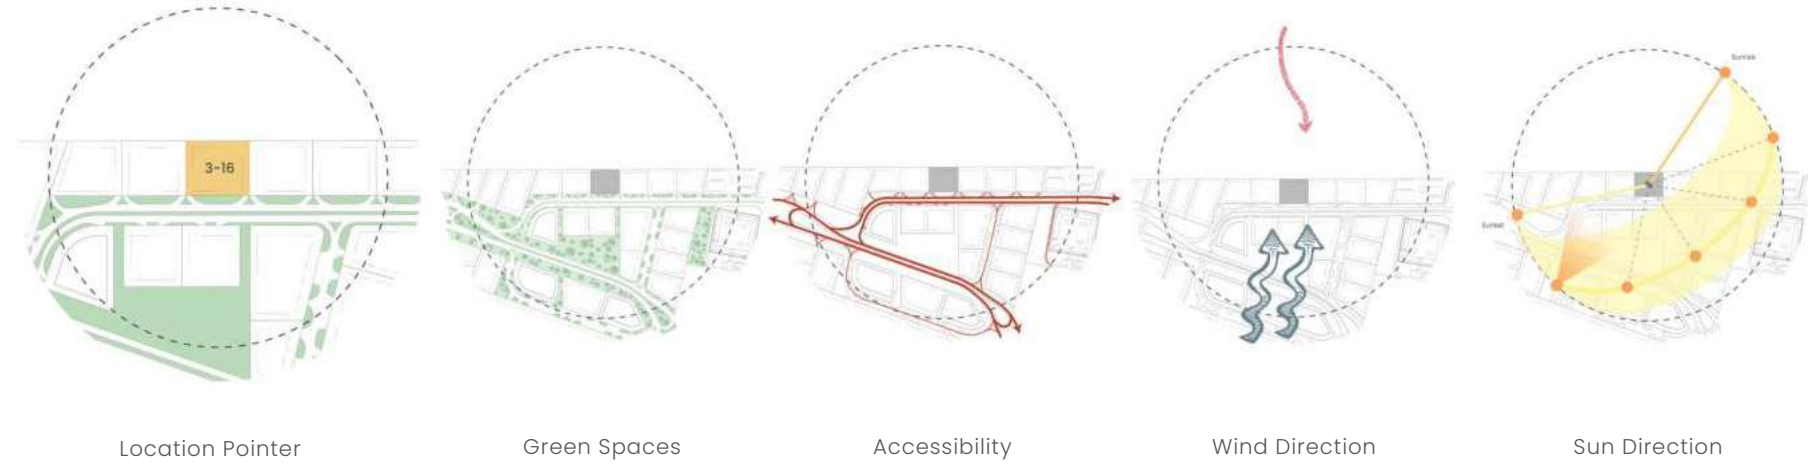 3-16
Sunrise
Sunset
Location Pointer
Green Spaces
Accessibility
Wind Direction
Sun Direction